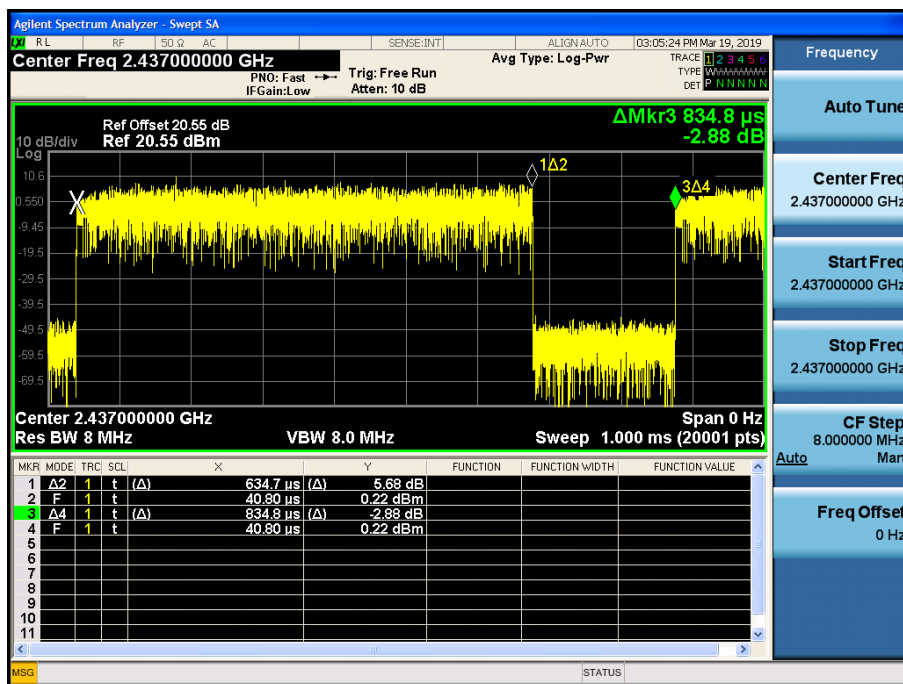 Agilent Spectrum Analyzer - Swept SA
LXI RL RF 50 Ω AC SENSE:INT ALIGN AUTO 03:05:24 PM Mar 19, 2019
Center Freq 2.437000000 GHz
PNO: Fast
IFGain:Low
Trig: Free Run
Atten: 10 dB
Avg Type: Log-Pwr
TRACE 1 2 3 4 5 6
TYPE W
DET P N N N N N
Ref Offset 20.55 dB
10 dB/div Ref 20.55 dBm
Log
ΔMkr3 834.8 µs
-2.88 dB
10.6
0.550
-9.45
-19.5
-29.5
-39.5
-49.5
-59.5
-69.5
X
1Δ2
3Δ4
Center 2.437000000 GHz Span 0 Hz
Res BW 8 MHz VBW 8.0 MHz Sweep 1.000 ms (20001 pts)
MKR MODE TRC SCL X Y FUNCTION FUNCTION WIDTH FUNCTION VALUE
1 Δ2 1 t (Δ) 634.7 µs (Δ) 5.68 dB
2 F 1 t 40.80 µs 0.22 dBm
3 Δ4 1 t (Δ) 834.8 µs (Δ) -2.88 dB
4 F 1 t 40.80 µs 0.22 dBm
5
6
7
8
9
10
11
MSG STATUS
Frequency
Auto Tune
Center Freq
2.437000000 GHz
Start Freq
2.437000000 GHz
Stop Freq
2.437000000 GHz
CF Step
8.000000 MHz
Auto Man
Freq Offset
0 Hz